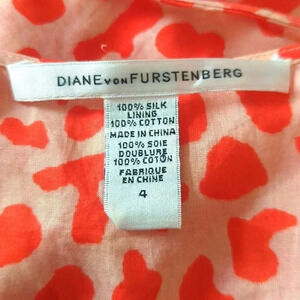 DIANE VON FURSTENBERG
100% SILK
LINING
100% COTTON
MADE IN CHINA
100% SOIE
DOUBLURE
100% COTON
FABRIQUE
EN CHINE
4